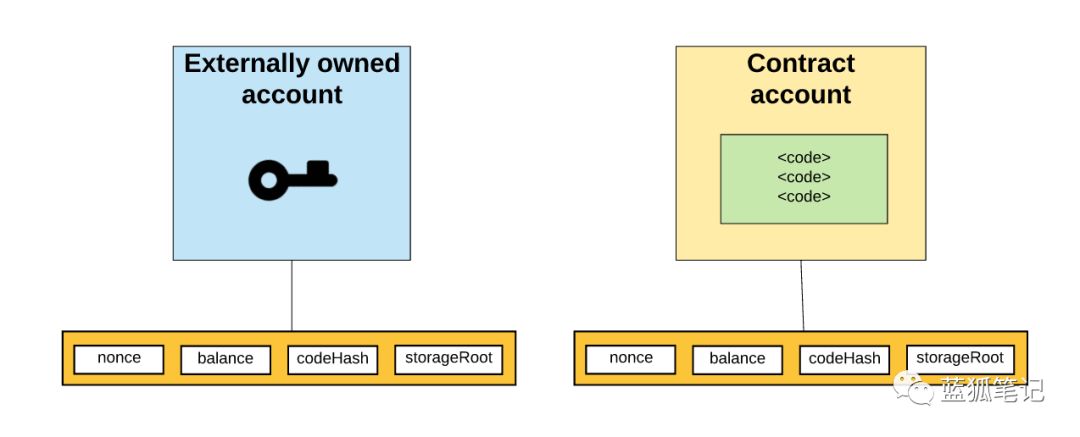 Externally owned
account
Contract
account
<code>
<code>
<code>
nonce
balance
codeHash
storageRoot
nonce
balance
codeHash
storageRoot
蓝狐笔记